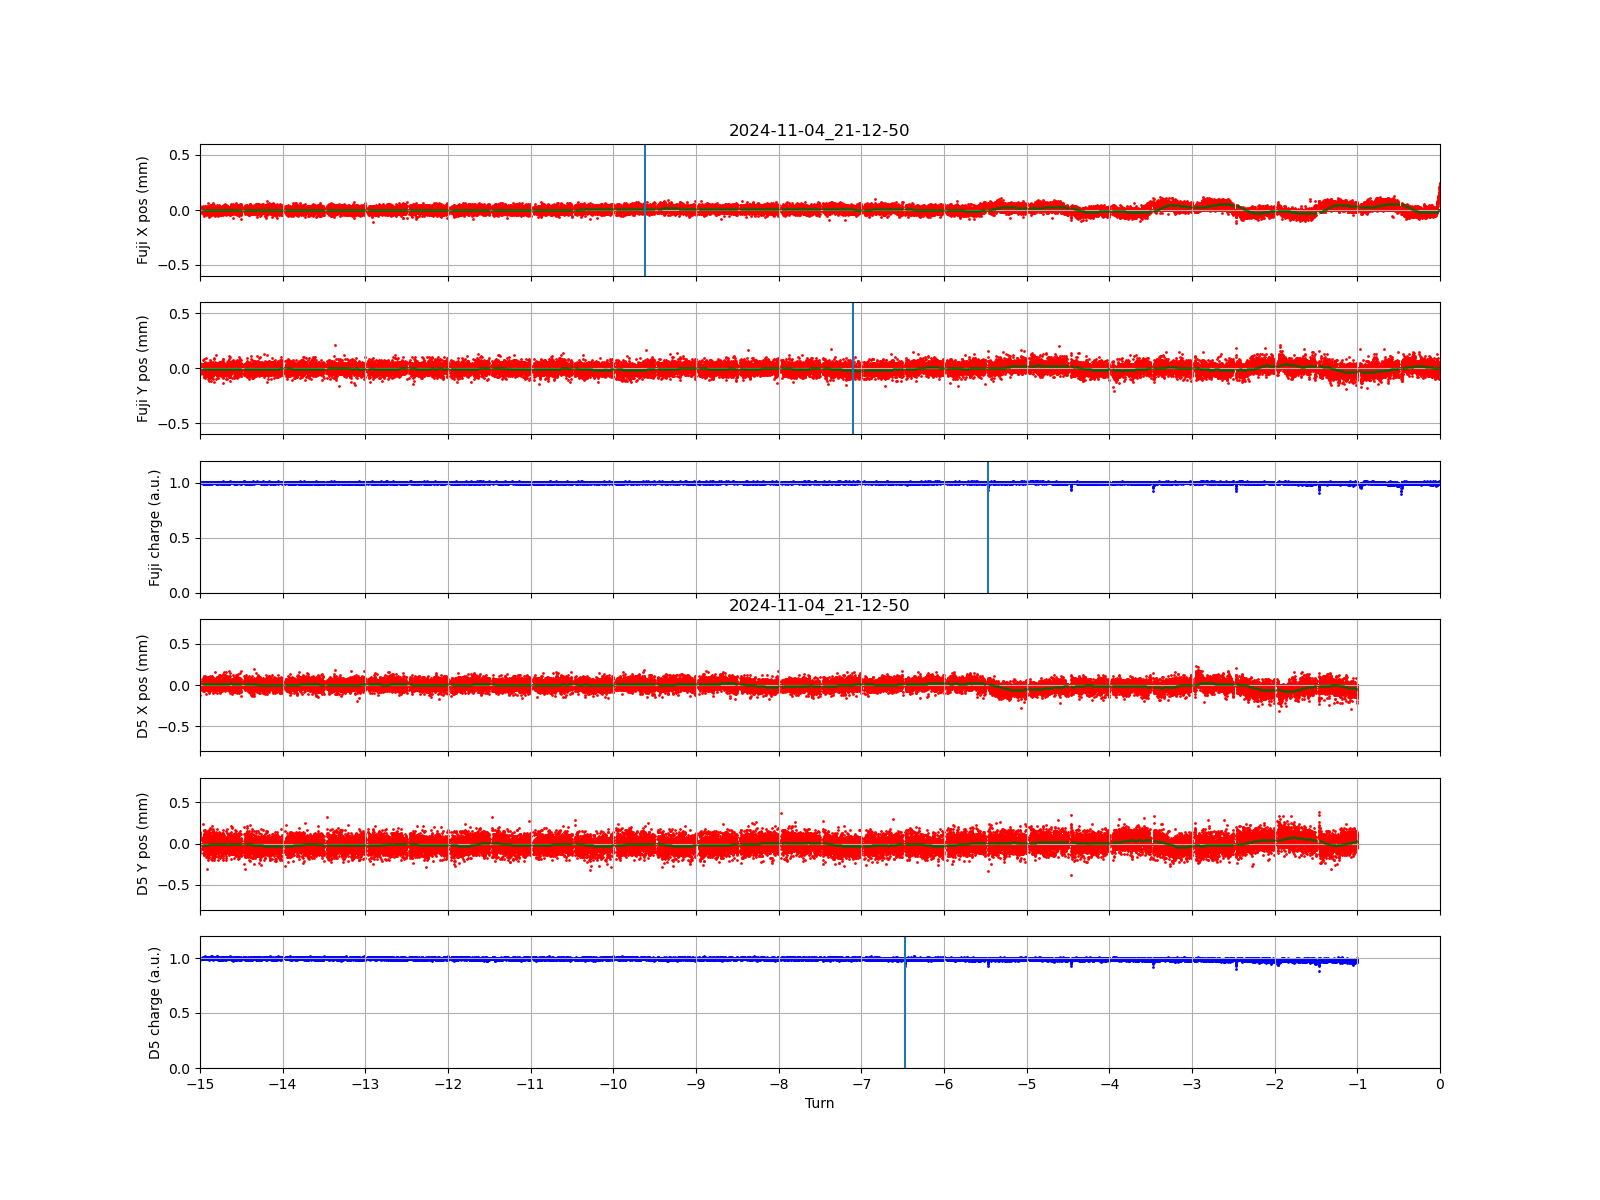 2024-11-04_21-12-50
Fuji X pos (mm)
0.5
0.0
−0.5
Fuji Y pos (mm)
0.5
0.0
−0.5
Fuji charge (a.u.)
1.0
0.5
0.0
2024-11-04_21-12-50
D5 X pos (mm)
0.5
0.0
−0.5
D5 Y pos (mm)
0.5
0.0
−0.5
D5 charge (a.u.)
1.0
0.5
0.0
−15 −14 −13 −12 −11 −10 −9 −8 −7 −6 −5 −4 −3 −2 −1 0
Turn